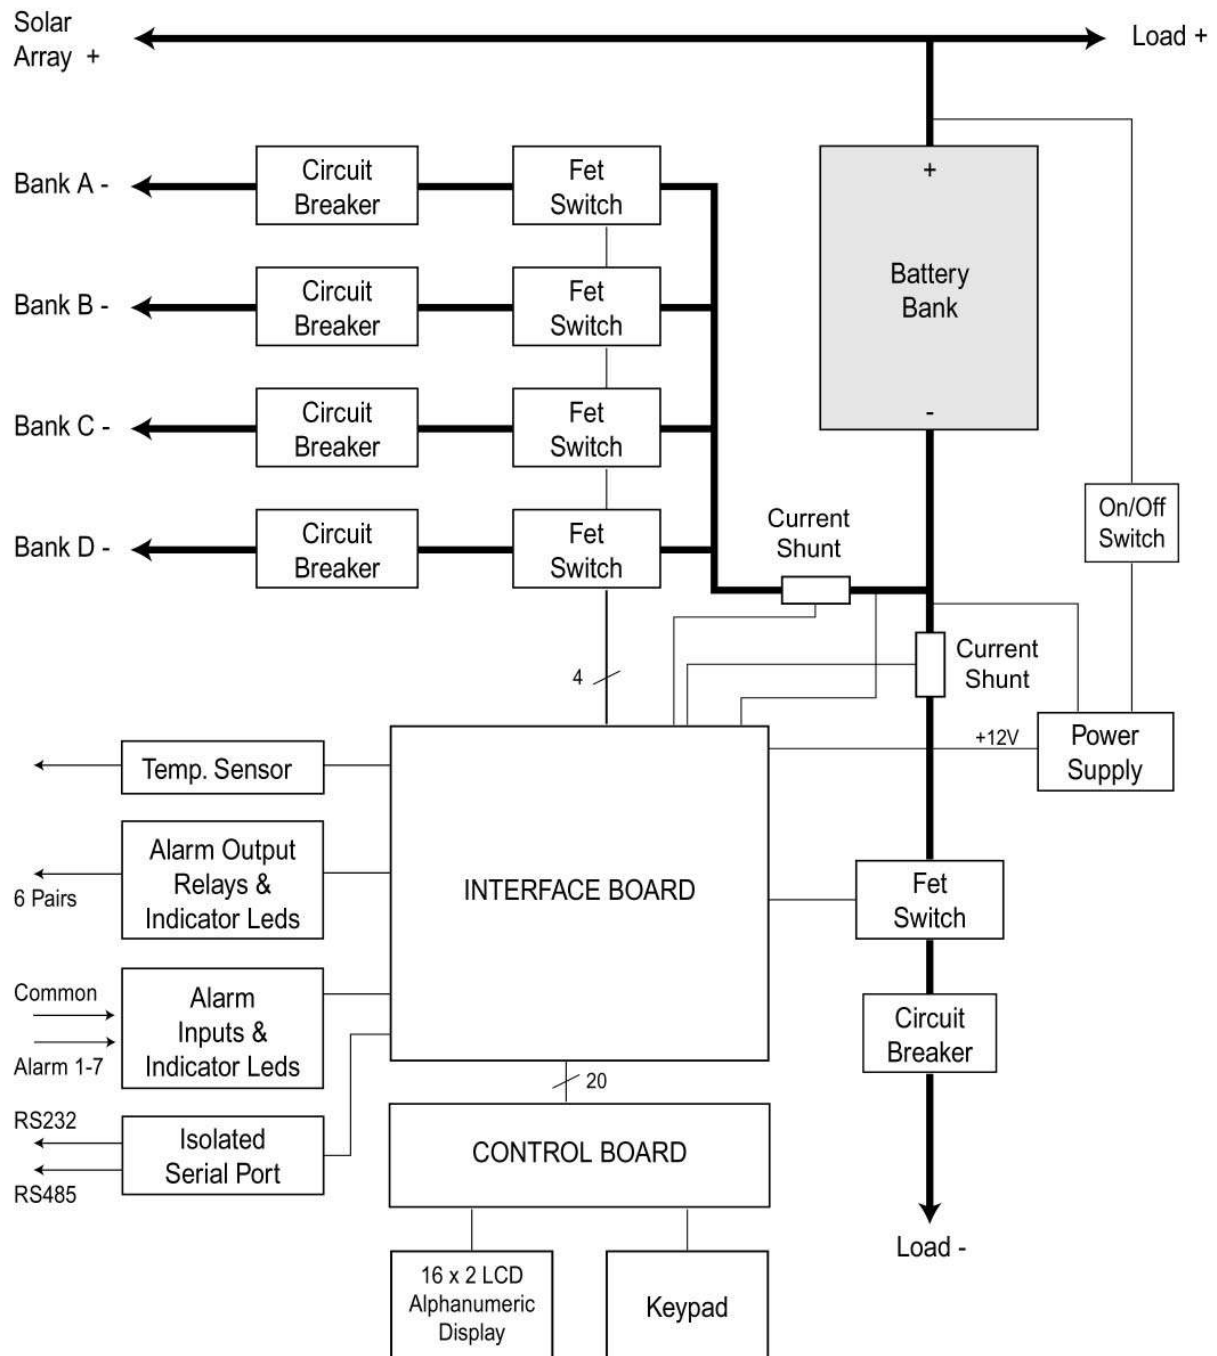 Solar
Array +
Load +
Bank A -
Circuit
Breaker
Fet
Switch
+
Battery
Bank
-
Bank B -
Circuit
Breaker
Fet
Switch
Bank C -
Circuit
Breaker
Fet
Switch
Bank D -
Circuit
Breaker
Fet
Switch
Current
Shunt
On/Off
Switch
Current
Shunt
4
+12V
Power
Supply
Temp. Sensor
Alarm Output
Relays &
Indicator Leds
6 Pairs
INTERFACE BOARD
Fet
Switch
Common
Alarm 1-7
Alarm
Inputs &
Indicator Leds
Circuit
Breaker
20
RS232
RS485
Isolated
Serial Port
CONTROL BOARD
Load -
16 x 2 LCD
Alphanumeric
Display
Keypad